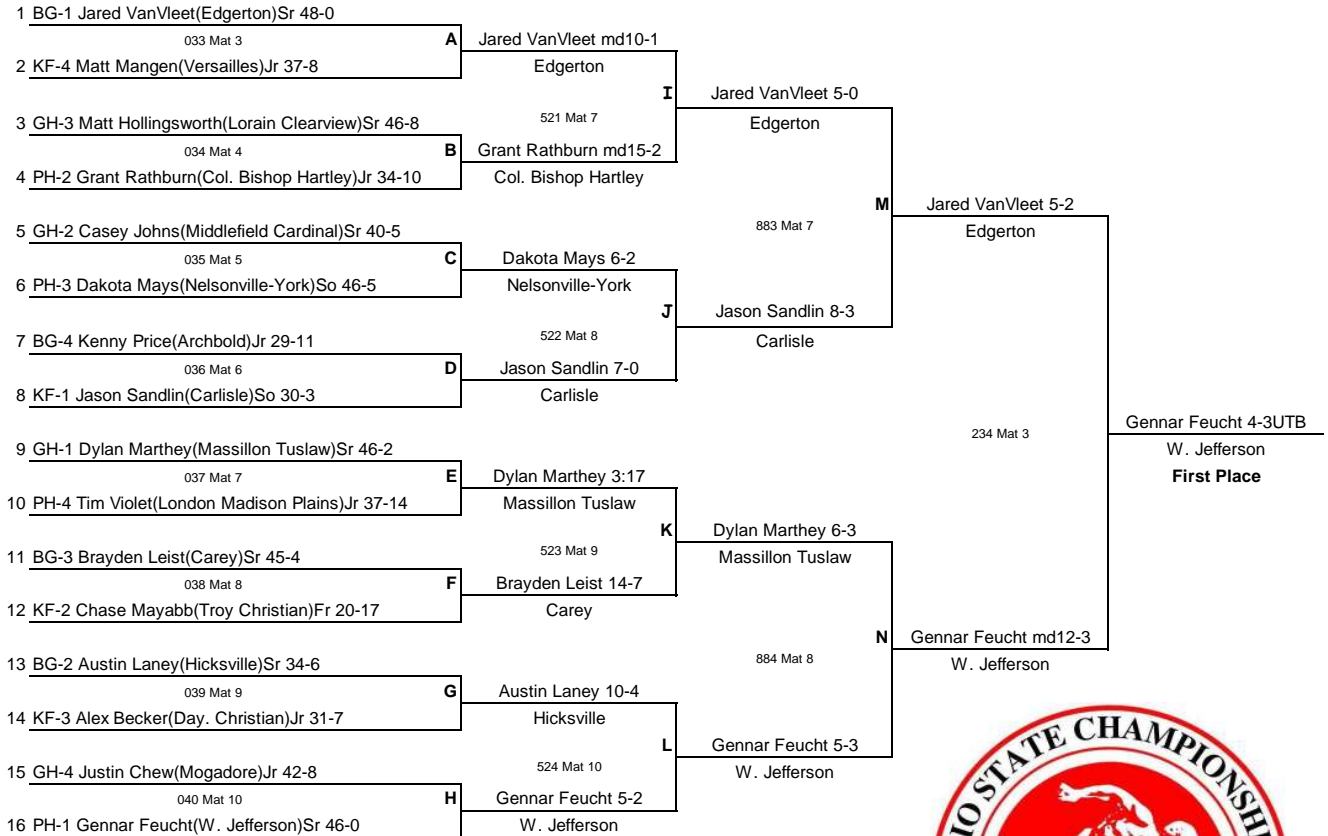 1 BG-1 Jared VanVleet(Edgerton)Sr 48-0
033 Mat 3
A
2 KF-4 Matt Mangen(Versailles)Jr 37-8
Jared VanVleet md10-1
Edgerton
3 GH-3 Matt Hollingsworth(Lorain Clearview)Sr 46-8
034 Mat 4
B
4 PH-2 Grant Rathburn(Col. Bishop Hartley)Jr 34-10
Grant Rathburn md15-2
Col. Bishop Hartley
521 Mat 7
I
Jared VanVleet 5-0
Edgerton
5 GH-2 Casey Johns(Middlefield Cardinal)Sr 40-5
035 Mat 5
C
6 PH-3 Dakota Mays(Nelsonville-York)So 46-5
Dakota Mays 6-2
Nelsonville-York
7 BG-4 Kenny Price(Archbold)Jr 29-11
036 Mat 6
D
8 KF-1 Jason Sandlin(Carlisle)So 30-3
Jason Sandlin 7-0
Carlisle
522 Mat 8
J
Jason Sandlin 8-3
Carlisle
883 Mat 7
M
Jared VanVleet 5-2
Edgerton
9 GH-1 Dylan Marthey(Massillon Tuslaw)Sr 46-2
037 Mat 7
E
10 PH-4 Tim Violet(London Madison Plains)Jr 37-14
Dylan Marthey 3:17
Massillon Tuslaw
11 BG-3 Brayden Leist(Carey)Sr 45-4
038 Mat 8
F
12 KF-2 Chase Mayabb(Troy Christian)Fr 20-17
Brayden Leist 14-7
Carey
523 Mat 9
K
Dylan Marthey 6-3
Massillon Tuslaw
13 BG-2 Austin Laney(Hicksville)Sr 34-6
039 Mat 9
G
14 KF-3 Alex Becker(Day. Christian)Jr 31-7
Austin Laney 10-4
Hicksville
15 GH-4 Justin Chew(Mogadore)Jr 42-8
040 Mat 10
H
16 PH-1 Gennar Feucht(W. Jefferson)Sr 46-0
Gennar Feucht 5-2
W. Jefferson
524 Mat 10
L
Gennar Feucht 5-3
W. Jefferson
884 Mat 8
N
Gennar Feucht md12-3
W. Jefferson
234 Mat 3
Gennar Feucht 4-3UTB
W. Jefferson
First Place
IO STATE CHAMPIONSH